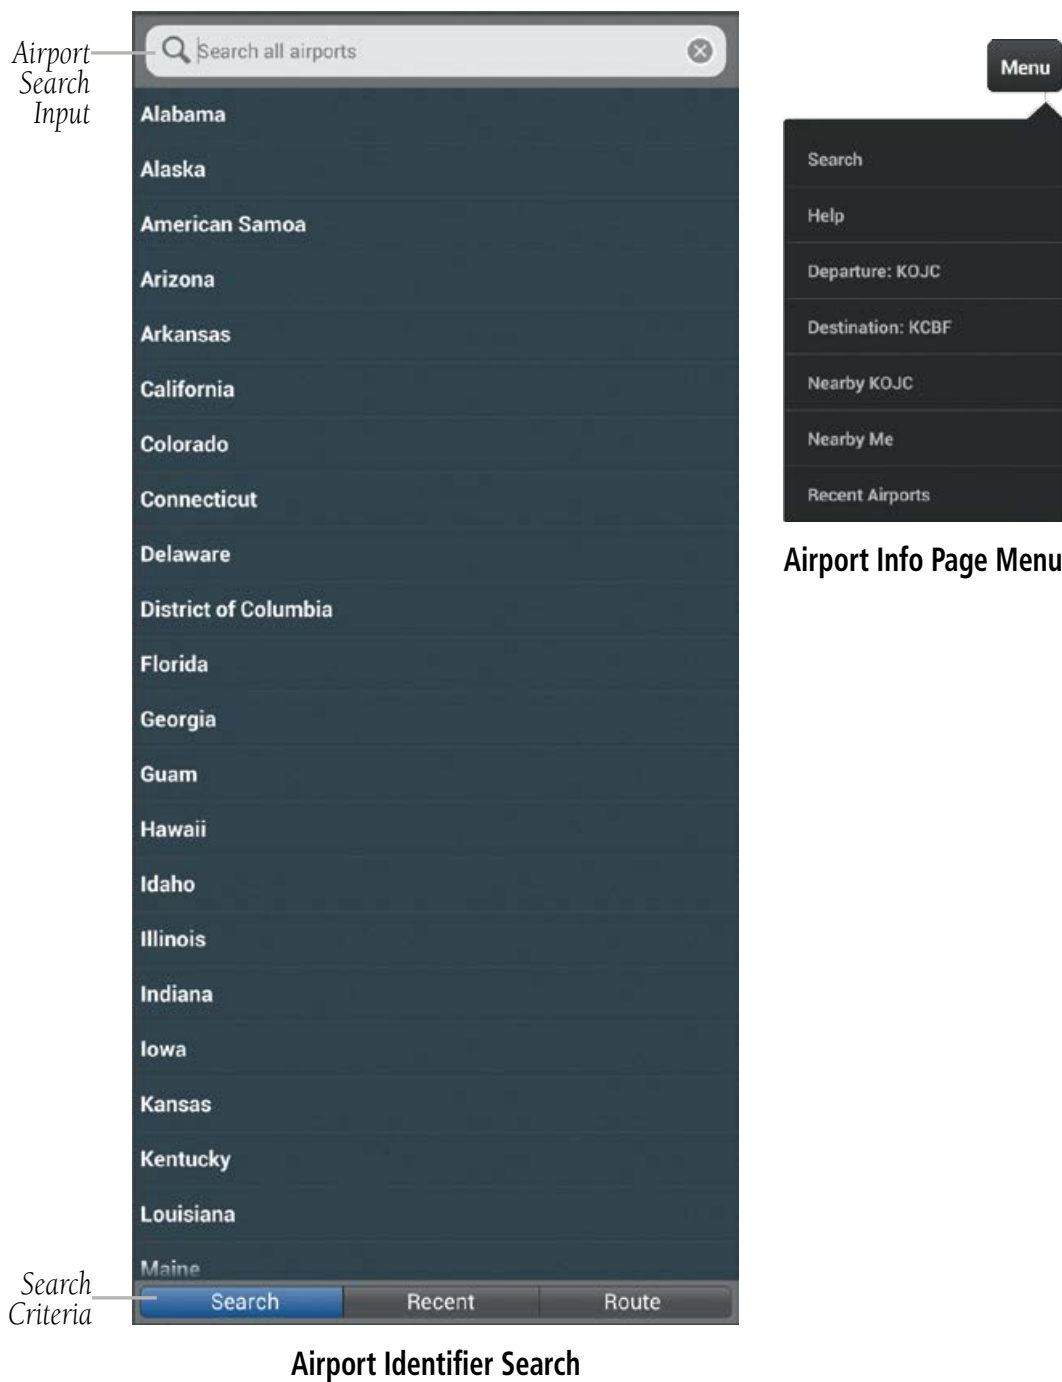 Airport
Search
Input
Search all airports
Alabama
Alaska
American Samoa
Arizona
Arkansas
California
Colorado
Connecticut
Delaware
District of Columbia
Florida
Georgia
Guam
Hawaii
Idaho
Illinois
Indiana
Iowa
Kansas
Kentucky
Louisiana
Maine
Search
Criteria
Search Recent Route
Airport Identifier Search
Menu
Search
Help
Departure: KOJC
Destination: KCBF
Nearby KOJC
Nearby Me
Recent Airports
Airport Info Page Menu